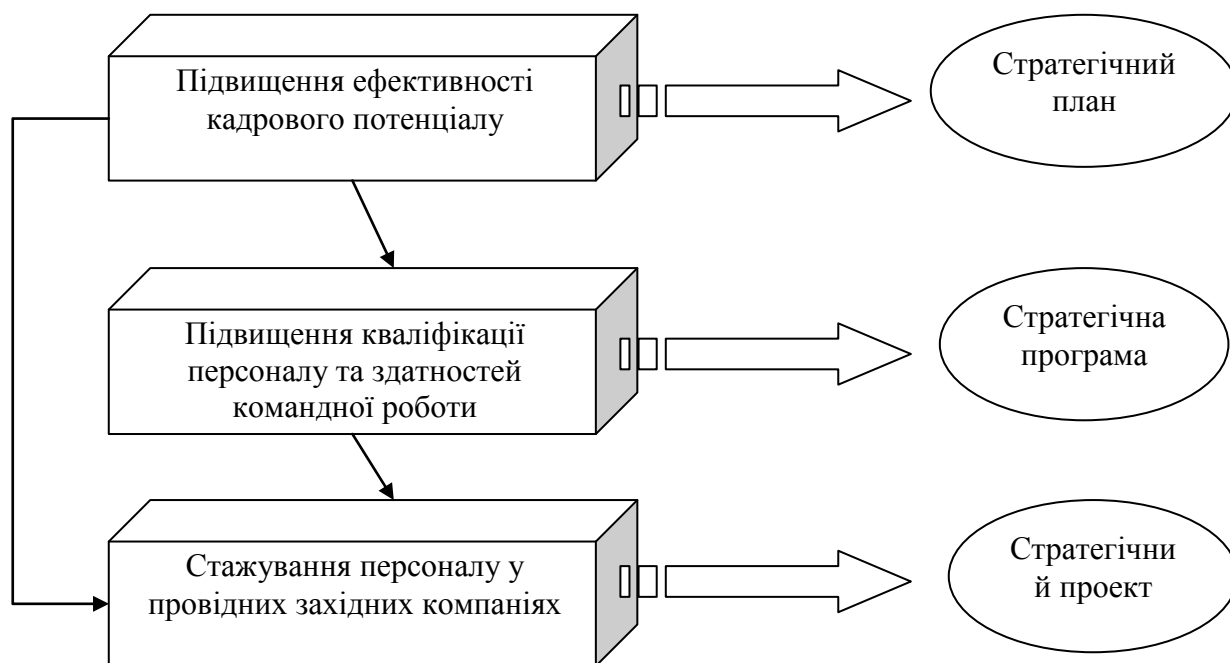 Підвищення ефективності
кадрового потенціалу
Стратегічний
план
Підвищення кваліфікації
персоналу та здатностей
командної роботи
Стратегічна
програма
Стажування персоналу у
провідних західних компаніях
Стратегічни
й проект